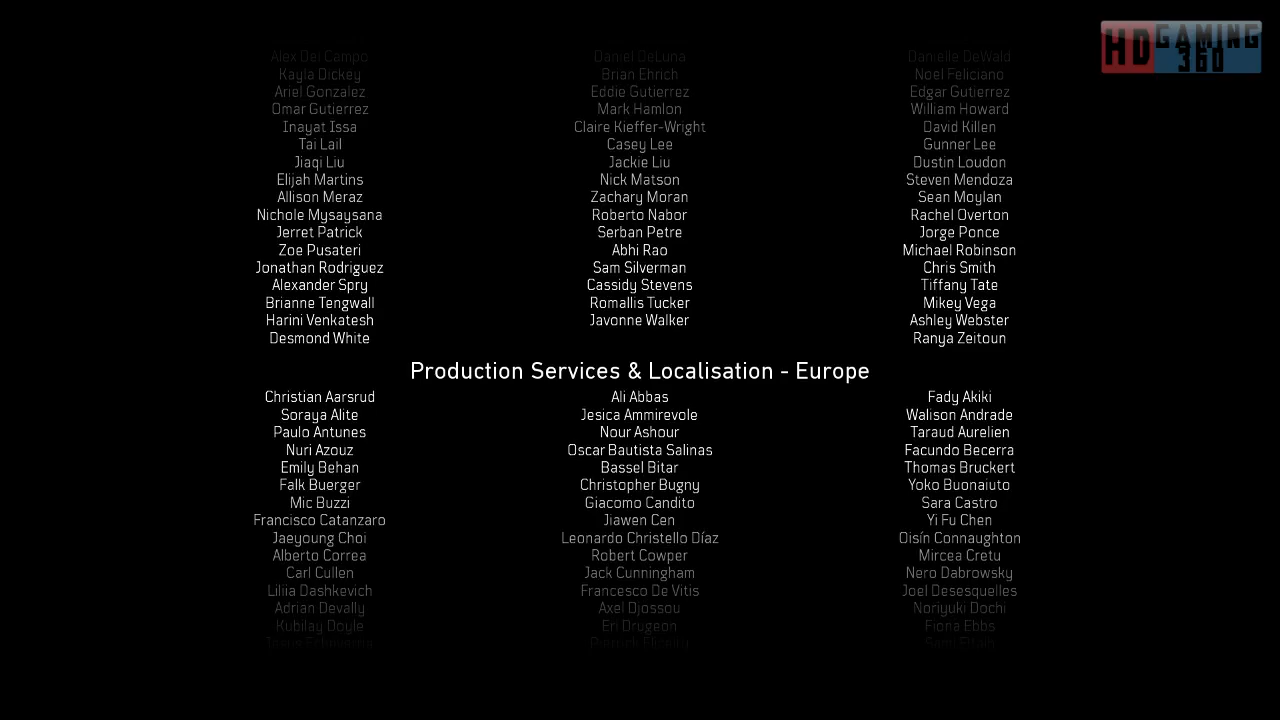 HD GAMING 360
Alex Del Campo Daniel DeLuna Danielle DeWald
Kayla Dickey Brian Ehrich Noel Feliciano
Ariel Gonzalez Eddie Gutierrez Edgar Gutierrez
Omar Gutierrez Mark Hamlon William Howard
Inayat Issa Claire Kieffer-Wright David Killen
Tai Lail Casey Lee Gunner Lee
Jiaqi Liu Jackie Liu Dustin Loudon
Elijah Martins Nick Matson Steven Mendoza
Allison Meraz Zachary Moran Sean Moylan
Nichole Mysaysana Roberto Nabor Rachel Overton
Jerret Patrick Serban Petre Jorge Ponce
Zoe Pusateri Abhi Rao Michael Robinson
Jonathan Rodriguez Sam Silverman Chris Smith
Alexander Spry Cassidy Stevens Tiffany Tate
Brianne Tengwall Romallis Tucker Mikey Vega
Harini Venkatesh Javonne Walker Ashley Webster
Desmond White Ranya Zeitoun
Production Services & Localisation - Europe
Christian Aarsrud Ali Abbas Fady Akiki
Soraya Alite Jesica Ammirevole Walison Andrade
Paulo Antunes Nour Ashour Taraud Aurelien
Nuri Azouz Oscar Bautista Salinas Facundo Becerra
Emily Behan Bassel Bitar Thomas Bruckert
Falk Buerger Christopher Bugny Yoko Buonaiuto
Mic Buzzi Giacomo Candito Sara Castro
Francisco Catanzaro Jiawen Cen Yi Fu Chen
Jaeyoung Choi Leonardo Christello Díaz Oisín Connaughton
Alberto Correa Robert Cowper Mircea Cretu
Carl Cullen Jack Cunningham Nero Dabrowsky
Liliia Dashkevich Francesco De Vitis Joel Desesquelles
Adrian Devally Axel Djossou Noriyuki Dochi
Kubilay Doyle Eri Drugeon Fiona Ebbs